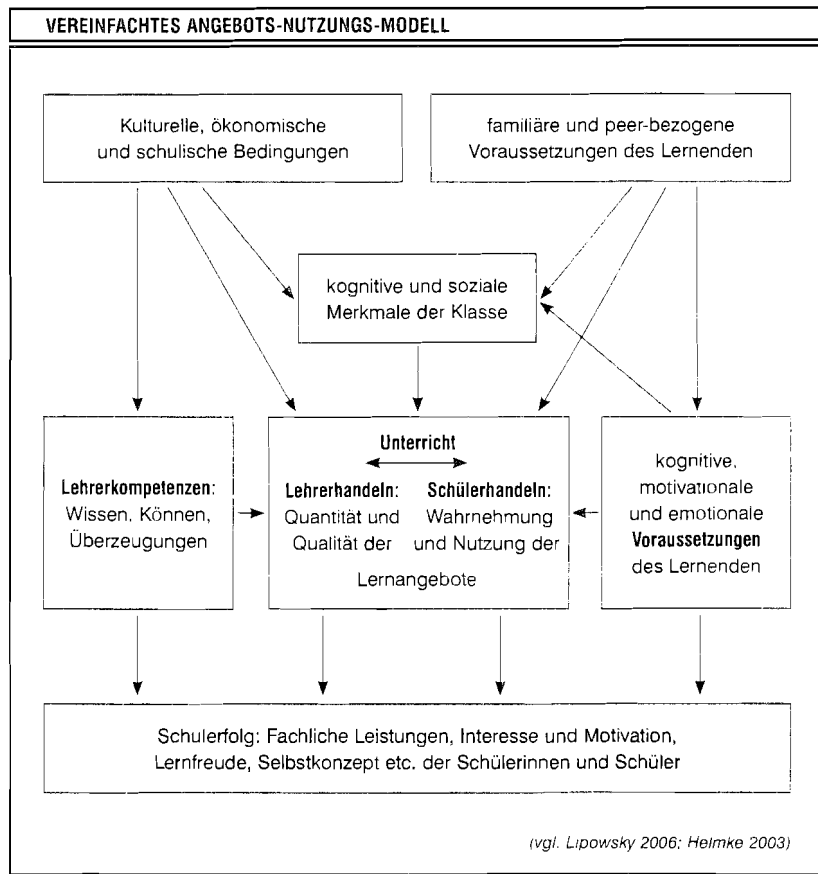 VEREINFACHTES ANGEBOTS-NUTZUNGS-MODELL
Kulturelle, ökonomische
und schulische Bedingungen
familiäre und peer-bezogene
Voraussetzungen des Lernenden
kognitive und soziale
Merkmale der Klasse
Lehrerkompetenzen:
Wissen, Können,
Überzeugungen
Unterricht
Lehrerhandeln:
Quantität und
Qualität der
Schülerhandeln:
Wahrnehmung
und Nutzung der
Lernangebote
kognitive,
motivationale
und emotionale
Voraussetzungen
des Lernenden
Schulerfolg: Fachliche Leistungen, Interesse und Motivation,
Lernfreude, Selbstkonzept etc. der Schülerinnen und Schüler
(vgl. Lipowsky 2006; Helmke 2003)